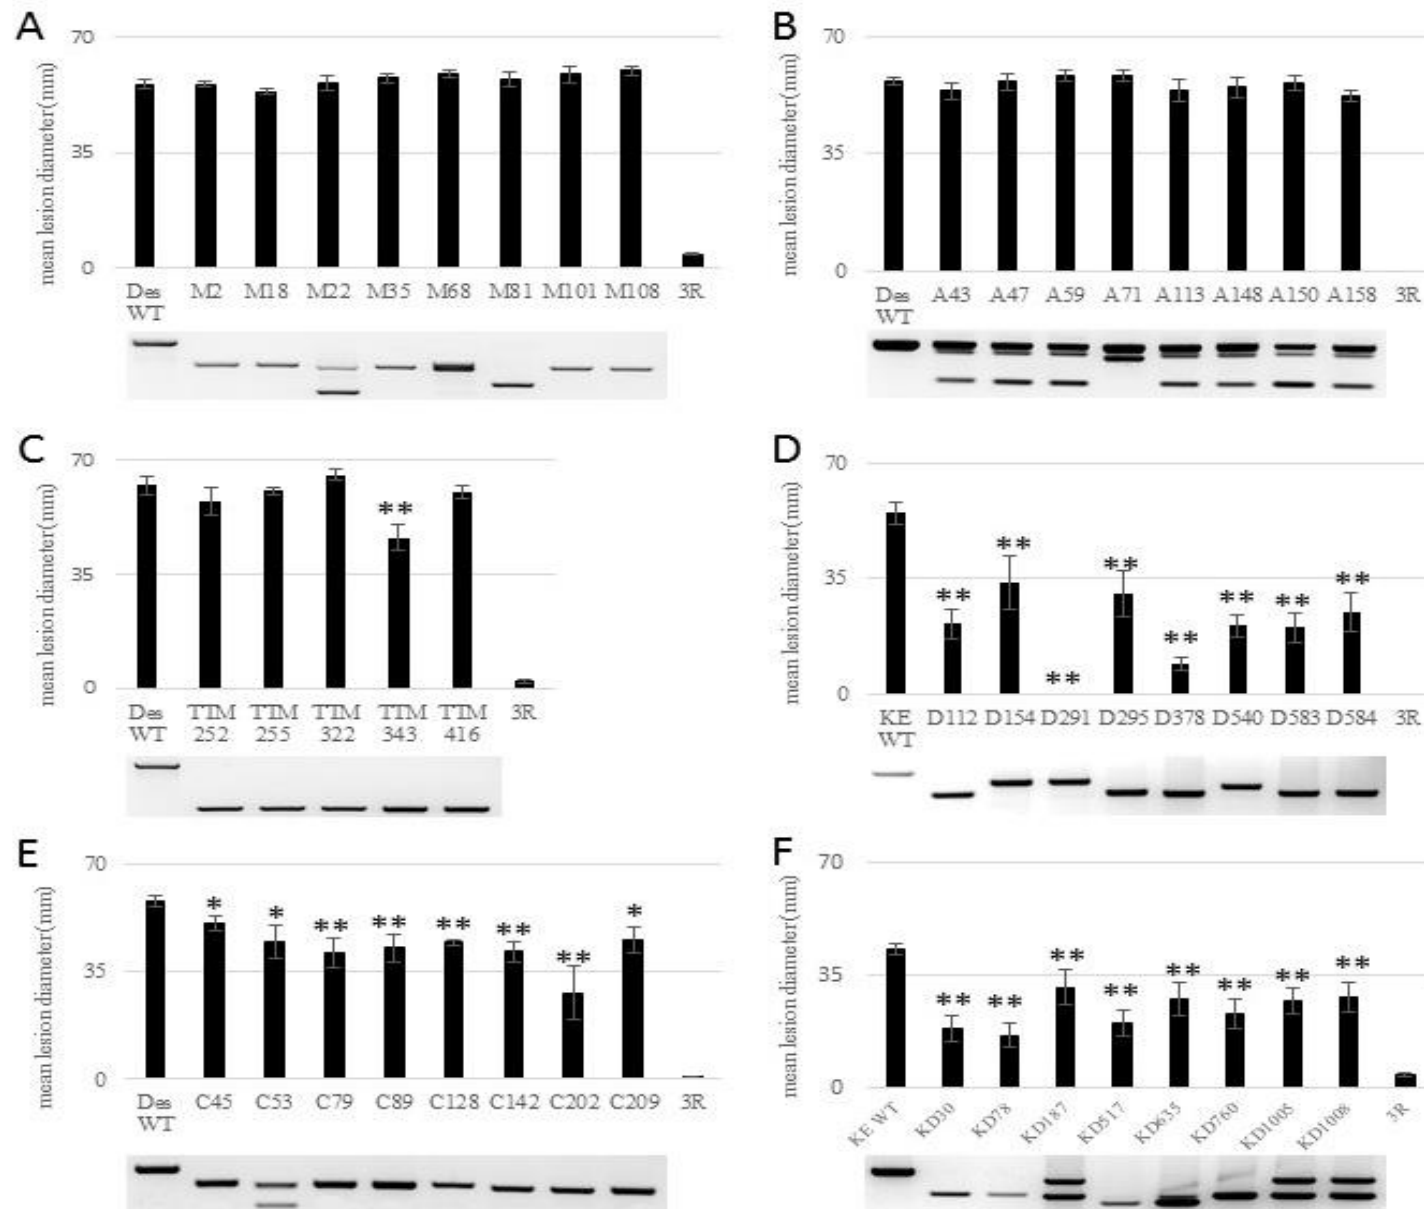 A
70
mean lesion diameter(mm)
35
0
Des WT
M2
M18
M22
M35
M68
M81
M101
M108
3R
B
70
mean lesion diameter(mm)
35
0
Des WT
A43
A47
A59
A71
A113
A148
A150
A158
3R
C
70
mean lesion diameter(mm)
35
0
**
Des WT
TTM 252
TTM 255
TTM 322
TTM 343
TTM 416
3R
D
70
mean lesion diameter(mm)
35
0
**
**
**
**
**
**
**
**
KE WT
D112
D154
D291
D295
D378
D540
D583
D584
3R
E
70
mean lesion diameter(mm)
35
0
*
*
**
**
**
**
**
*
Des WT
C45
C53
C79
C89
C128
C142
C202
C209
3R
F
70
mean lesion diameter(mm)
35
0
**
**
**
**
**
**
**
**
KE WT
KD30
KD78
KD187
KD517
KD635
KD760
KD1005
KD1008
3R